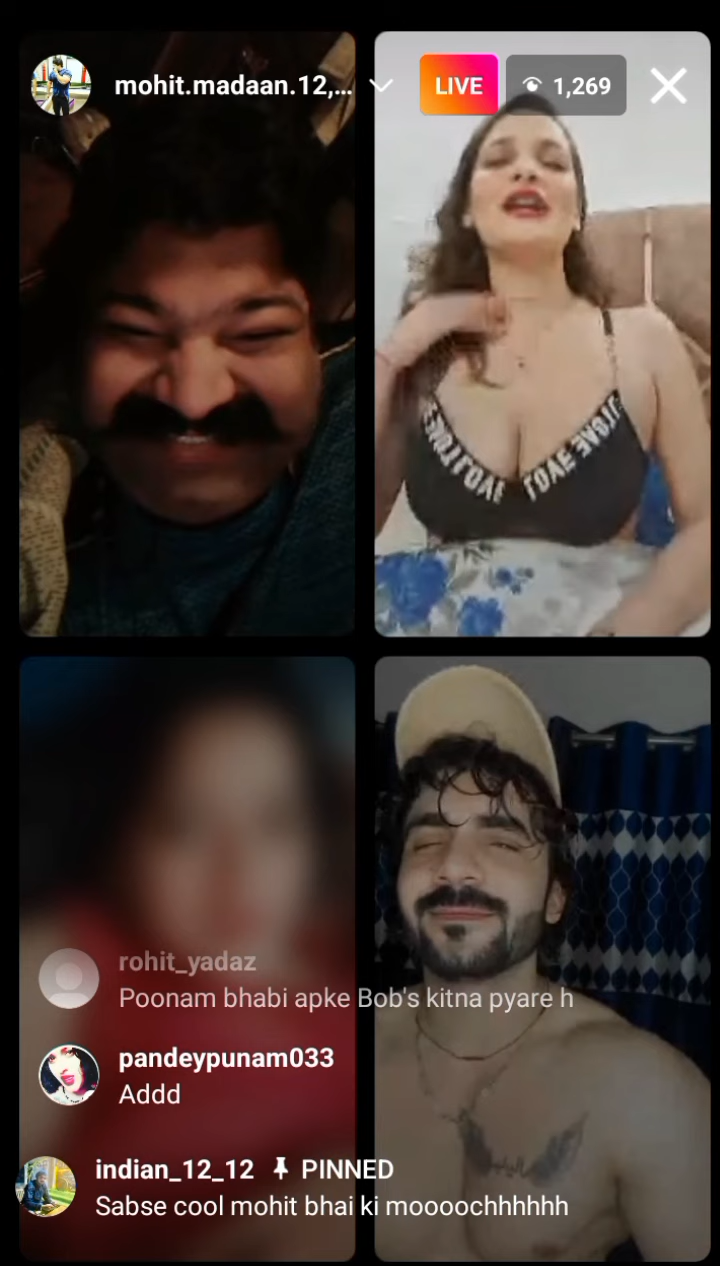 mohit.madaan.12,...
LIVE
1,269
rohit_yadaz
Poonam bhabi apke Bob's kitna pyare h
pandeypunam033
Addd
indian_12_12 PINNED
Sabse cool mohit bhai ki moooochhhhhh